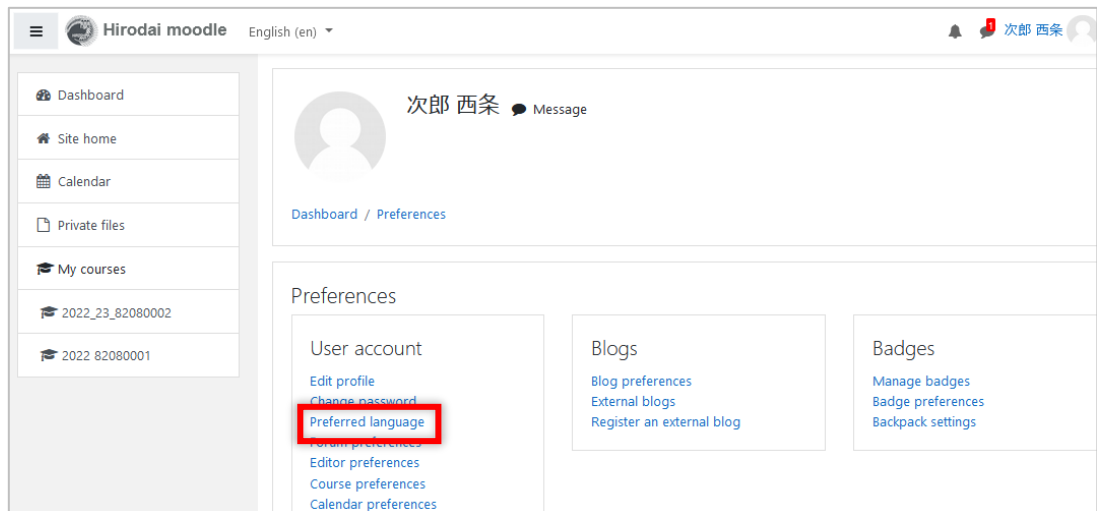 Hirodai moodle English (en)
1 次郎 西条
Dashboard
Site home
Calendar
Private files
My courses
2022_23_82080002
2022 82080001
次郎 西条 Message
Dashboard / Preferences
Preferences
User account
Edit profile
Change password
Preferred language
Forum preferences
Editor preferences
Course preferences
Calendar preferences
Blogs
Blog preferences
External blogs
Register an external blog
Badges
Manage badges
Badge preferences
Backpack settings